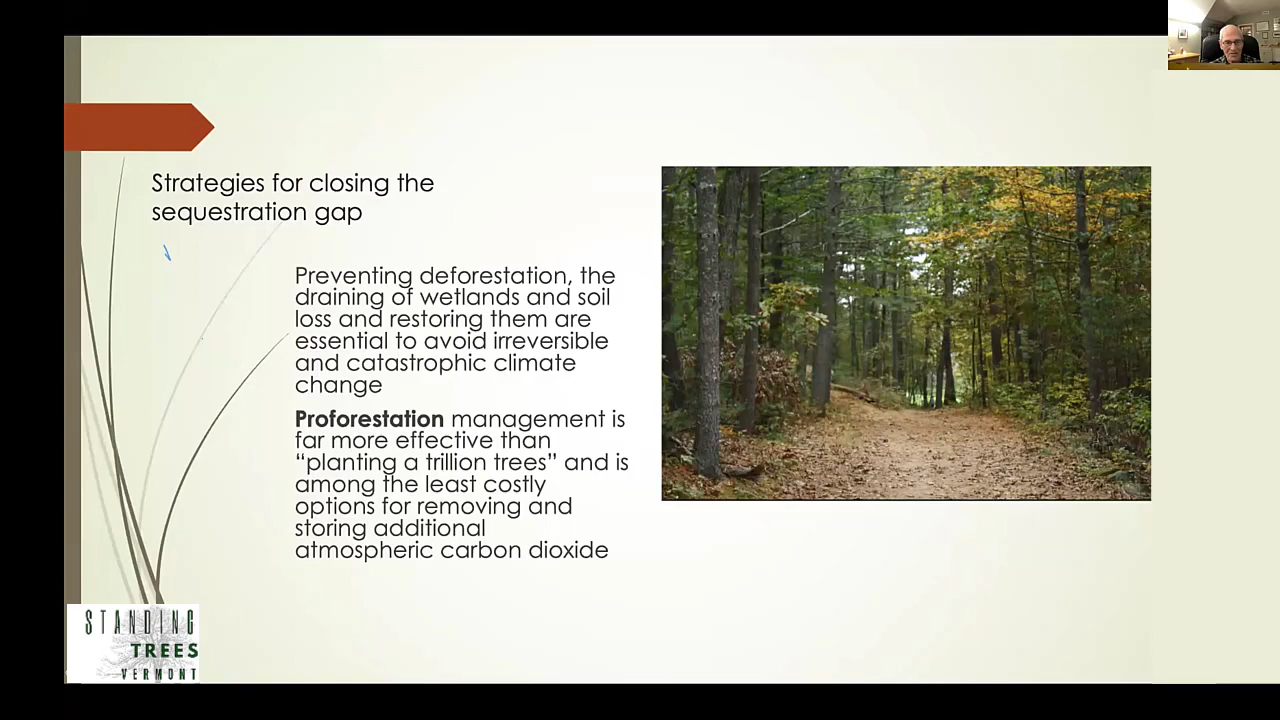 Strategies for closing the
sequestration gap
Preventing deforestation, the
draining of wetlands and soil
loss and restoring them are
essential to avoid irreversible
and catastrophic climate
change
Proforestation management is
far more effective than
“planting a trillion trees” and is
among the least costly
options for removing and
storing additional
atmospheric carbon dioxide
STANDING
TREES
VERMONT